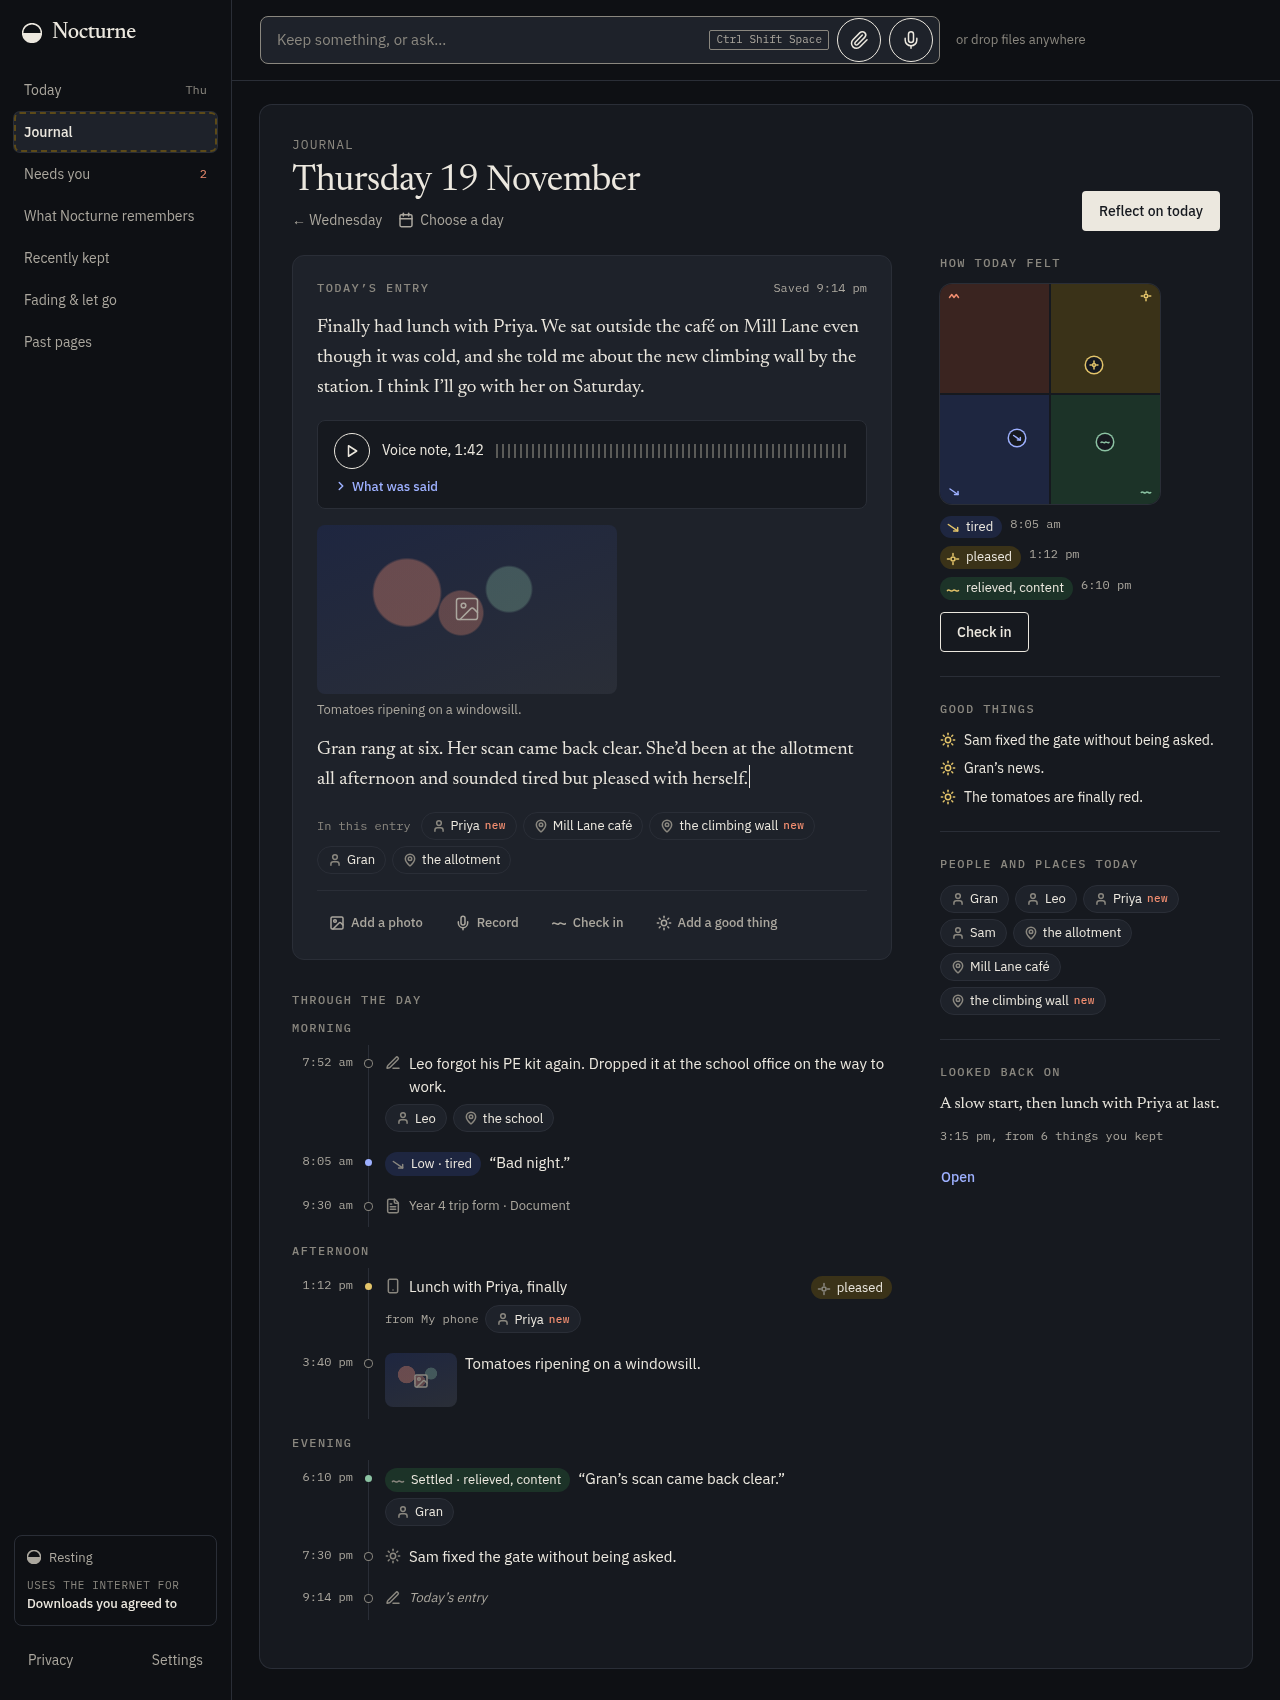 Nocturne
Today Thu
Journal
Needs you 2
What Nocturne remembers
Recently kept
Fading & let go
Past pages
Resting
USES THE INTERNET FOR
Downloads you agreed to
Privacy Settings
Keep something, or ask... Ctrl Shift Space or drop files anywhere
JOURNAL
Thursday 19 November
← Wednesday Choose a day
Reflect on today
TODAY’S ENTRY Saved 9:14 pm
Finally had lunch with Priya. We sat outside the café on Mill Lane even
though it was cold, and she told me about the new climbing wall by the
station. I think I’ll go with her on Saturday.
Voice note, 1:42
What was said
Tomatoes ripening on a windowsill.
Gran rang at six. Her scan came back clear. She’d been at the allotment
all afternoon and sounded tired but pleased with herself.
In this entry Priya new Mill Lane café the climbing wall new
Gran the allotment
Add a photo Record Check in Add a good thing
THROUGH THE DAY
MORNING
7:52 am Leo forgot his PE kit again. Dropped it at the school office on the way to
work.
Leo the school
8:05 am Low · tired “Bad night.”
9:30 am Year 4 trip form · Document
AFTERNOON
1:12 pm Lunch with Priya, finally pleased
from My phone Priya new
3:40 pm Tomatoes ripening on a windowsill.
EVENING
6:10 pm Settled · relieved, content “Gran’s scan came back clear.”
Gran
7:30 pm Sam fixed the gate without being asked.
9:14 pm Today’s entry
HOW TODAY FELT
tired 8:05 am
pleased 1:12 pm
relieved, content 6:10 pm
Check in
GOOD THINGS
Sam fixed the gate without being asked.
Gran’s news.
The tomatoes are finally red.
PEOPLE AND PLACES TODAY
Gran Leo Priya new
Sam the allotment
Mill Lane café
the climbing wall new
LOOKED BACK ON
A slow start, then lunch with Priya at last.
3:15 pm, from 6 things you kept
Open